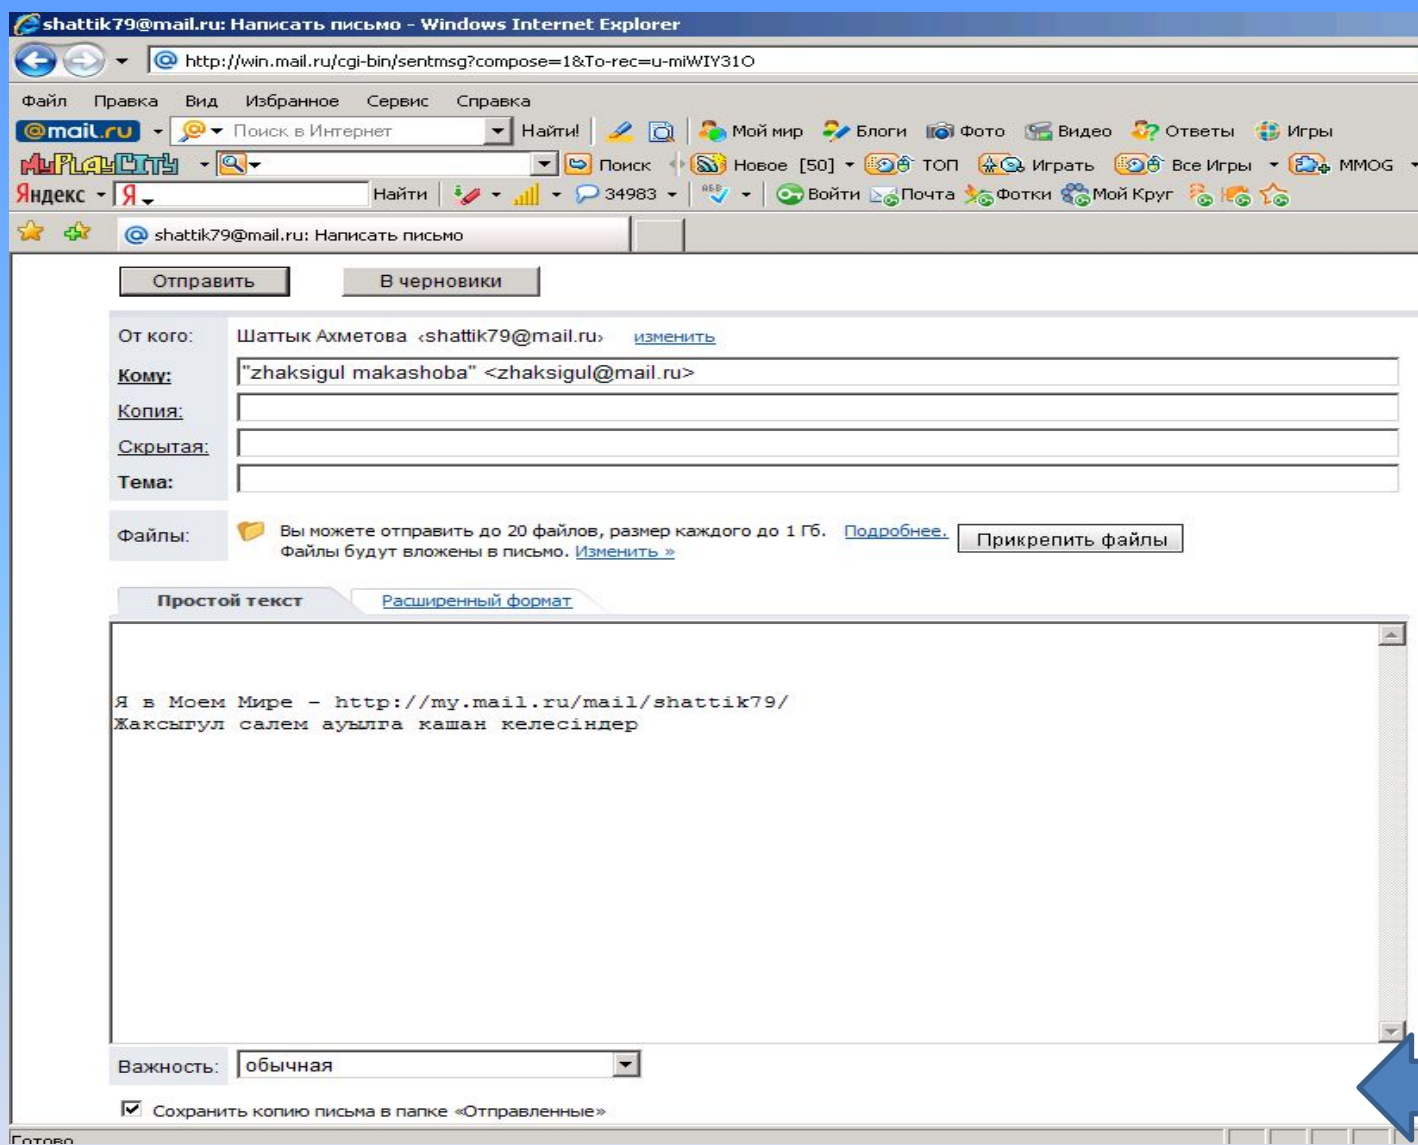 shattik79@mail.ru: Написать письмо - Windows Internet Explorer
http://win.mail.ru/cgi-bin/sentmsg?compose=1&To-rec=u-miWIY31O
Файл Правка Вид Избранное Сервис Справка
@mail.ru Поиск в Интернет Найти! Мой мир Блоги Фото Видео Ответы Игры
MyPlayCity Поиск Новое [50] ТОП Играть Все Игры MMOG
Яндекс Я Найти 34983 Войти Почта Фотки Мой Круг
shattik79@mail.ru: Написать письмо
Отправить В черновики
От кого: Шаттык Ахметова <shattik79@mail.ru> изменить
Кому: "zhaksigul makashoba" <zhaksigul@mail.ru>
Копия:
Скрытая:
Тема:
Файлы: Вы можете отправить до 20 файлов, размер каждого до 1 Гб. Подробнее. Прикрепить файлы
Файлы будут вложены в письмо. Изменить »
Простой текст Расширенный формат
Я в Моем Мире - http://my.mail.ru/mail/shattik79/
Жаксыгул салем ауылга кашан келесіндер
Важность: обычная
Сохранить копию письма в папке «Отправленные»
Готово